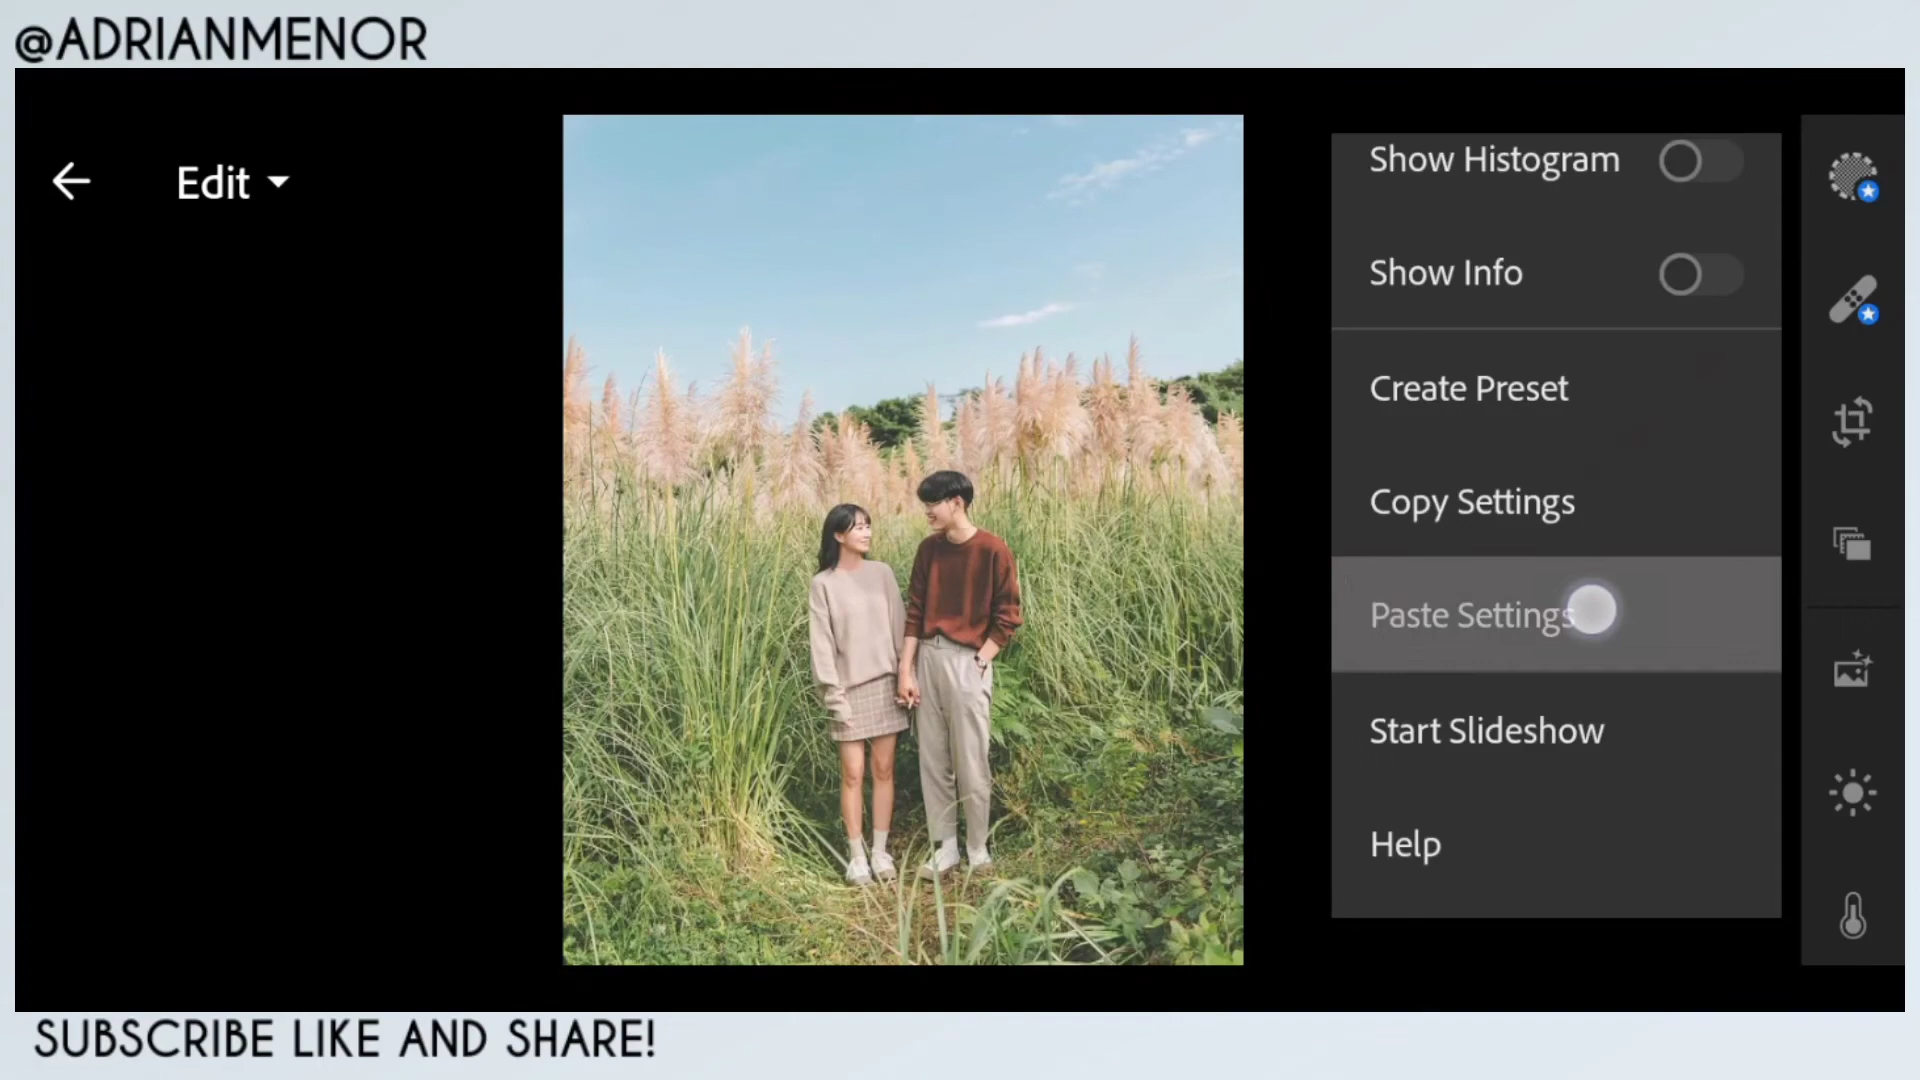 @ADRIANMENOR
Edit
Show Histogram
Show Info
Create Preset
Copy Settings
Paste Settings
Start Slideshow
Help
SUBSCRIBE LIKE AND SHARE!